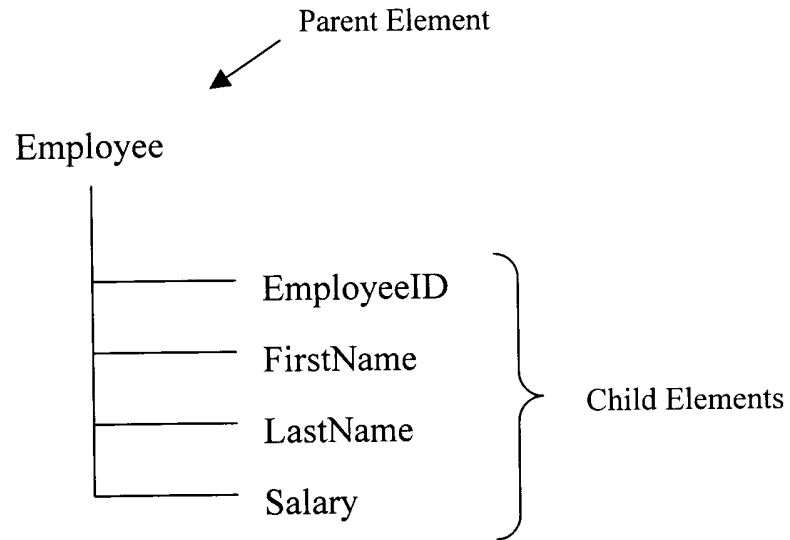 Parent Element
Employee
EmployeeID
FirstName
LastName
Salary
Child Elements